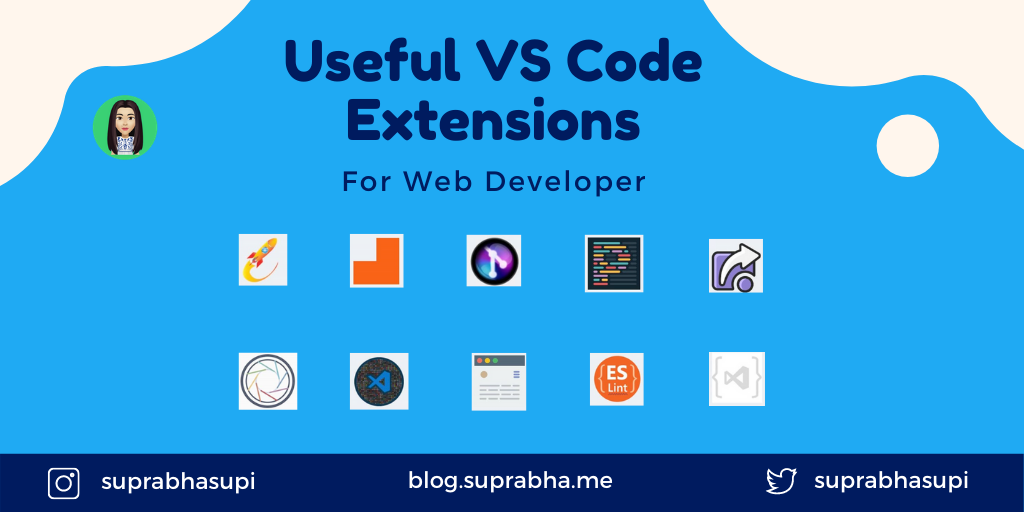 Useful VS Code
Extensions
For Web Developer
ES
Lint
suprabhasupi
blog.suprabha.me
suprabhasupi